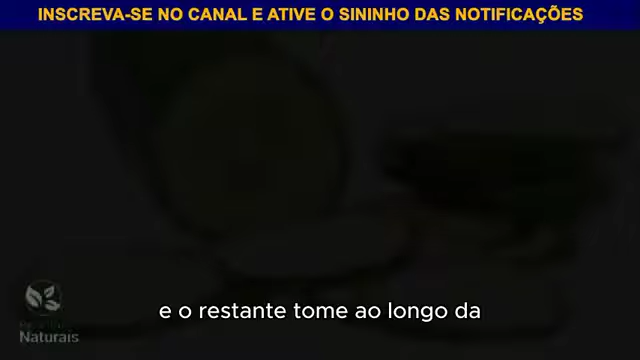 INSCREVA-SE NO CANAL E ATIVE O SININHO DAS NOTIFICAÇÕES
e o restante tome ao longo da
Naturais